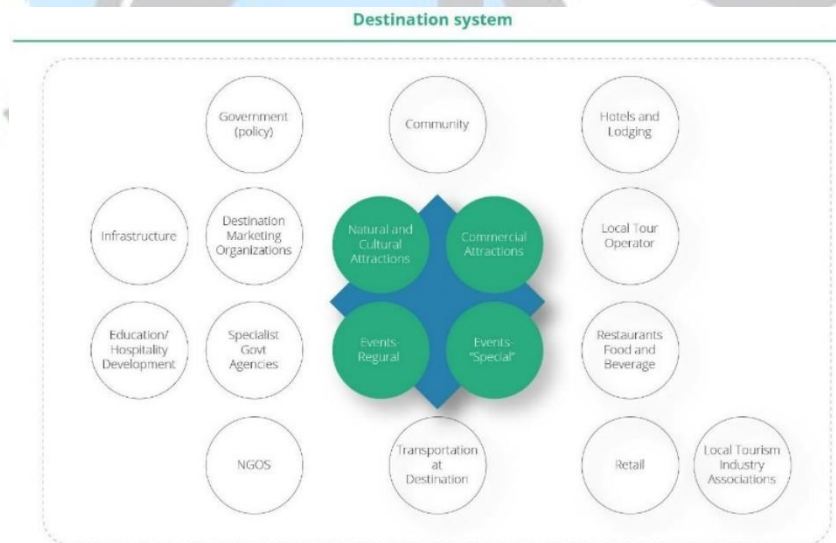 Destination system
Government
(policy)
Community
Hotels and
Lodging
Infrastructure
Destination
Marketing
Organizations
Natural and
Cultural
Attractions
Commercial
Attractions
Local Tour
Operator
Education/
Hospitality
Development
Specialist
Govt
Agencies
Events-
Regural
Events-
"Special"
Restaurants
Food and
Beverage
NGOS
Transportation
at
Destination
Retail
Local Tourism
Industry
Associations